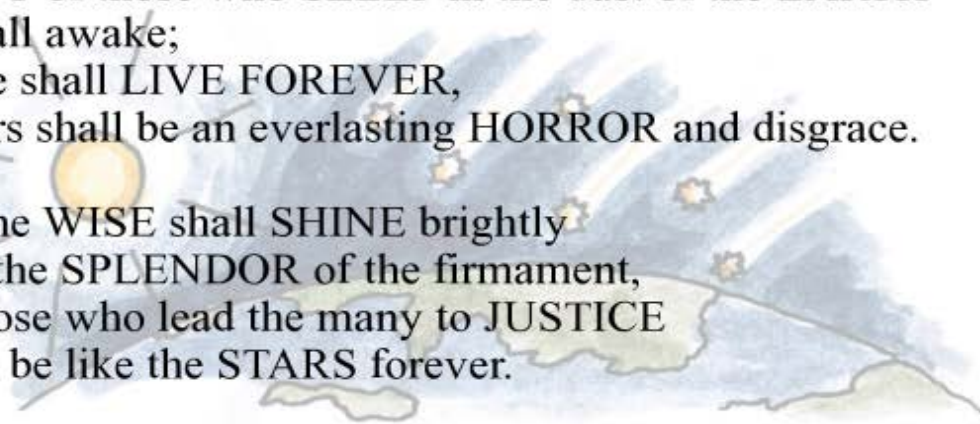 all awake;
shall LIVE FOREVER,
shall be an everlasting HORROR and disgrace.
WISE shall SHINE brightly
the SPLENDOR of the firmament,
who lead the many to JUSTICE
be like the STARS forever.